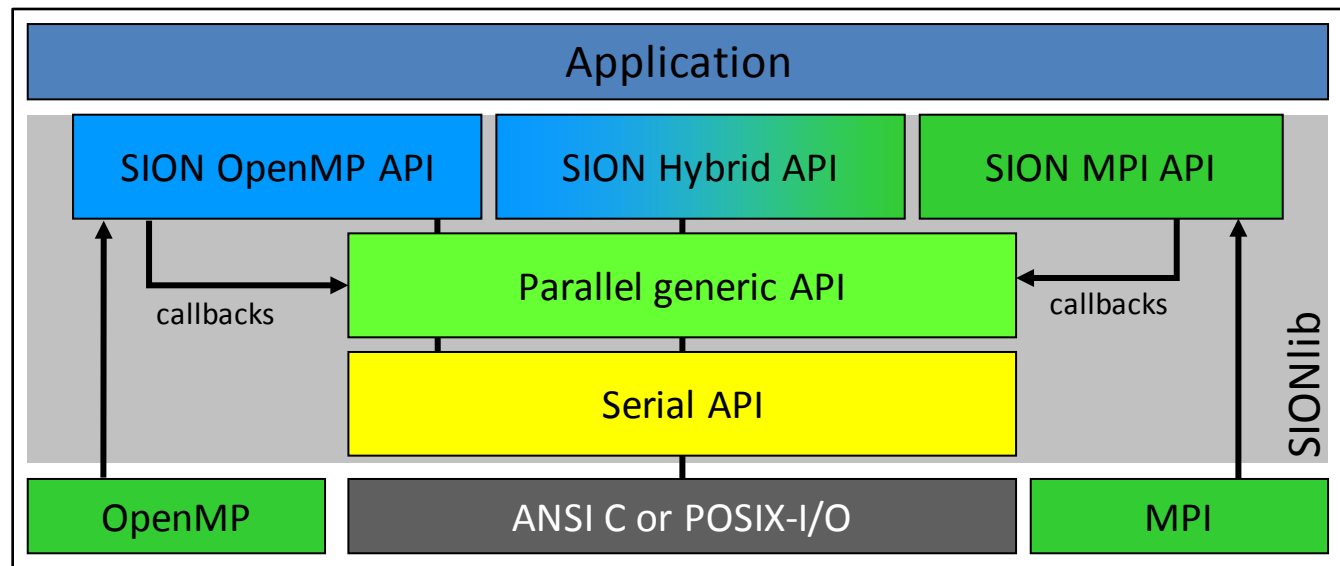 Application
SION OpenMP API
SION Hybrid API
SION MPI API
Parallel generic API
callbacks
callbacks
Serial API
SIONlib
OpenMP
ANSI C or POSIX-I/O
MPI